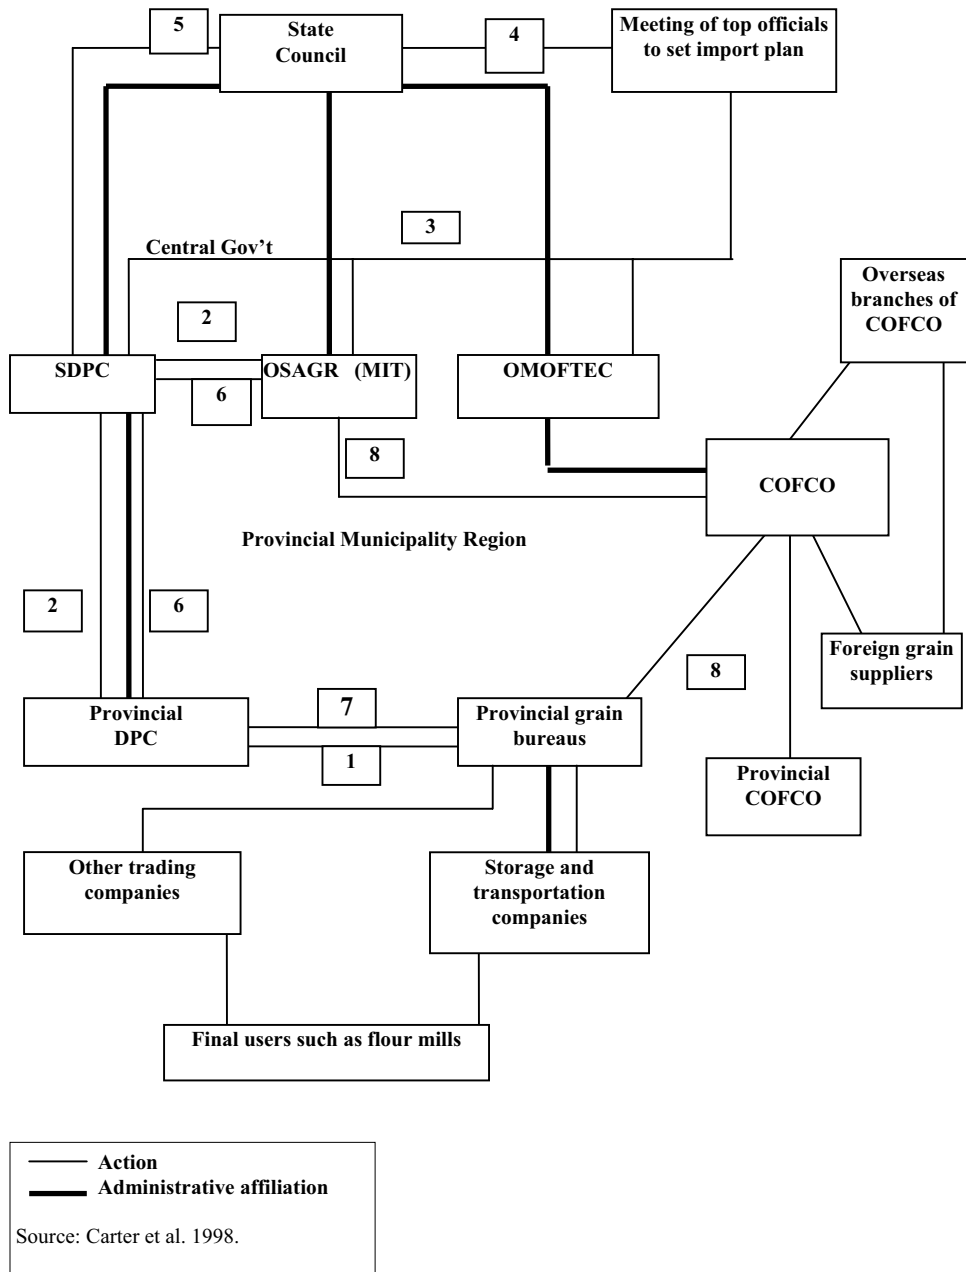 5
State
Council
4
Meeting of top officials
to set import plan
3
Central Gov't
Overseas
branches of
COFCO
2
SDPC
OSAGR (MIT)
OMOFTEC
6
8
COFCO
Provincial Municipality Region
2
6
Foreign grain
suppliers
8
Provincial
DPC
7
1
Provincial grain
bureaus
Provincial
COFCO
Other trading
companies
Storage and
transportation
companies
Final users such as flour mills
Action
Administrative affiliation
Source: Carter et al. 1998.